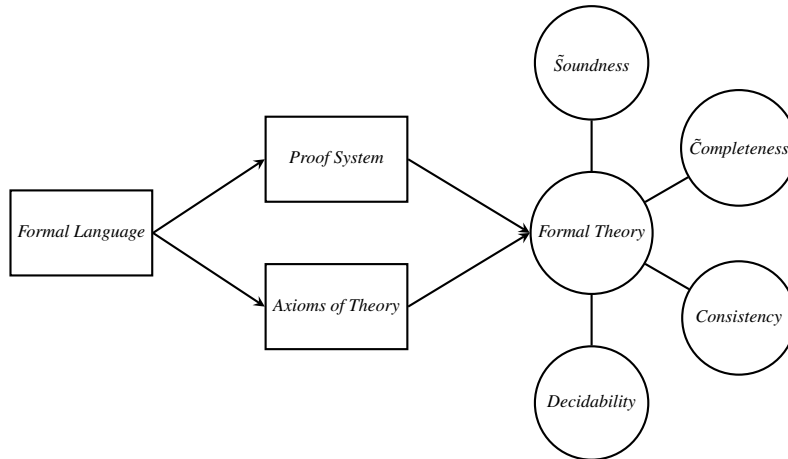 S̃oundness
C̃ompleteness
Proof System
Formal Language
Formal Theory
Axioms of Theory
Consistency
Decidability